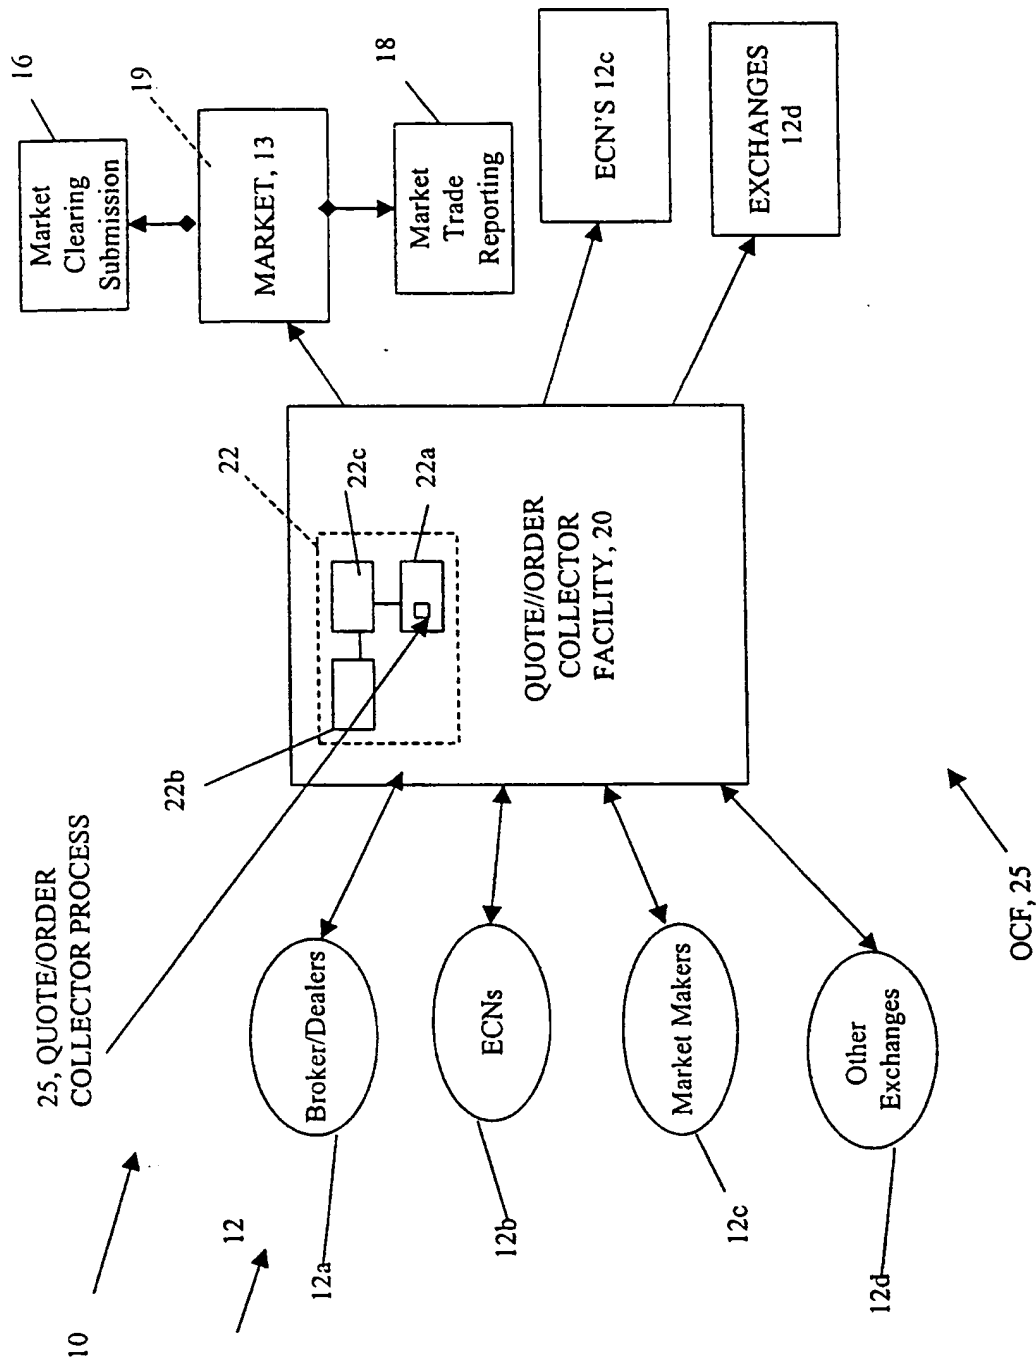 10
25, QUOTE/ORDER
COLLECTOR PROCESS
12
12a
Broker/Dealers
12b
ECNs
12c
Market Makers
12d
Other
Exchanges
22b
22
22c
22a
QUOTE//ORDER
COLLECTOR
FACILITY, 20
OCF, 25
16
Market
Clearing
Submission
19
MARKET, 13
18
Market
Trade
Reporting
ECN'S 12c
EXCHANGES
12d